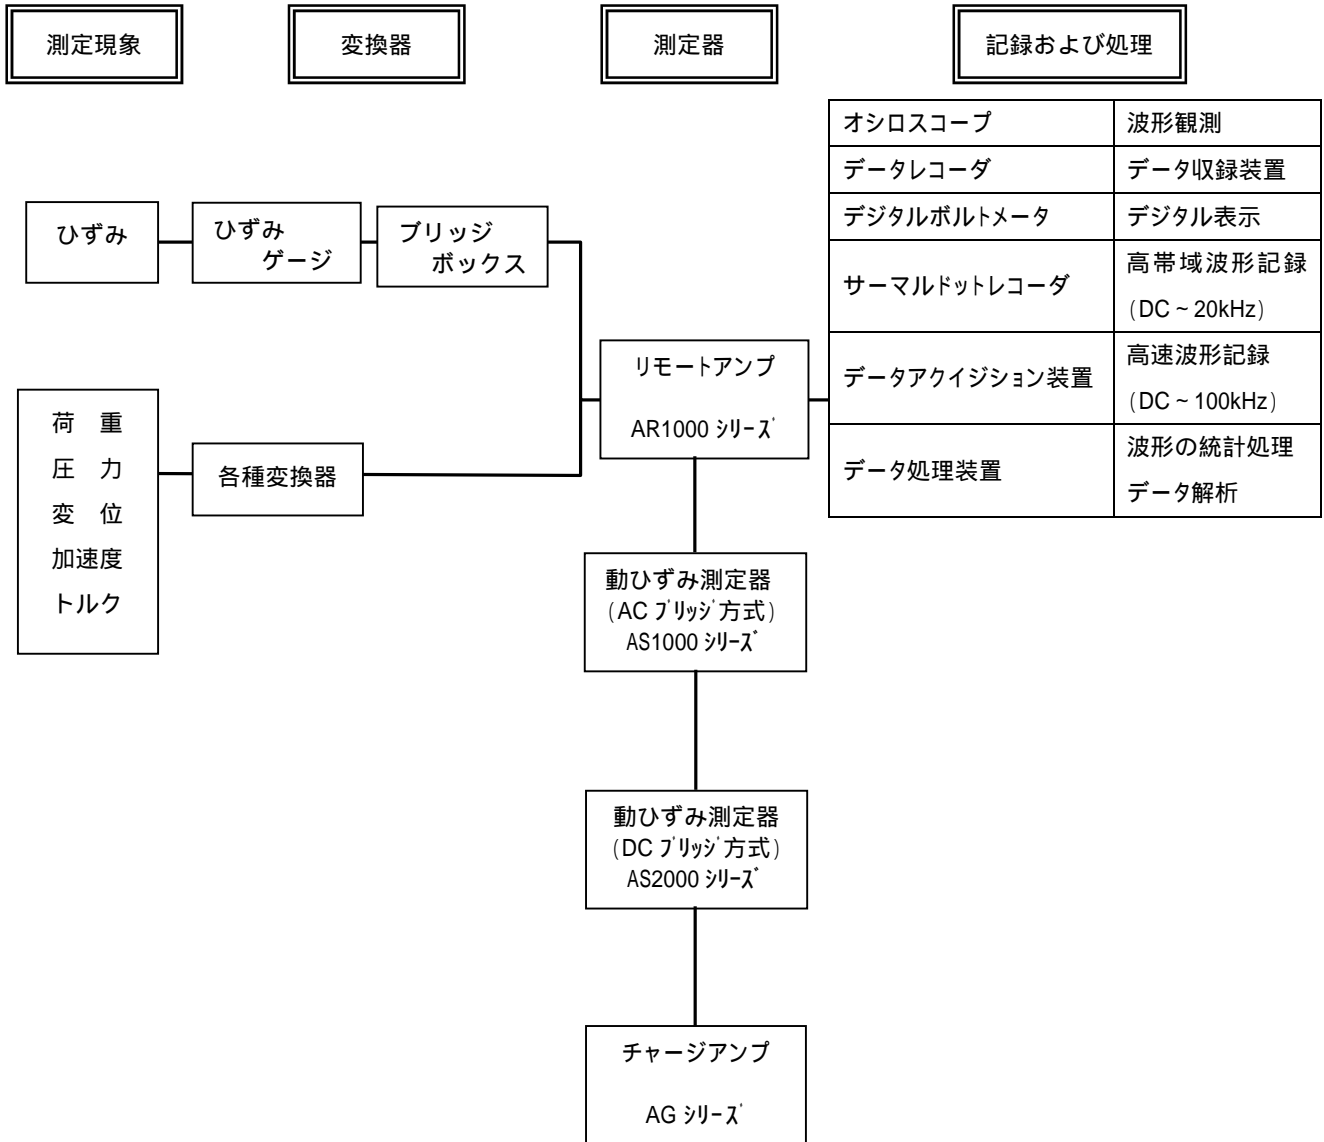 測定現象
変換器
測定器
記録および処理
オシロスコープ 波形観測
データレコーダ データ収録装置
デジタルボルトメータ デジタル表示
サーマルドットレコーダ 高帯域波形記録
(DC ~ 20kHz)
データアクイジション装置 高速波形記録
(DC ~ 100kHz)
データ処理装置 波形の統計処理
データ解析
ひずみ
ひずみ
ゲージ
ブリッジ
ボックス
荷 重
圧 力
変 位
加速度
トルク
各種変換器
リモートアンプ
AR1000 ｼﾘｰｽﾞ
動ひずみ測定器
(AC ﾌﾞﾘｯｼﾞ方式)
AS1000 ｼﾘｰｽﾞ
動ひずみ測定器
(DC ﾌﾞﾘｯｼﾞ方式)
AS2000 ｼﾘｰｽﾞ
チャージアンプ
AG ｼﾘｰｽﾞ